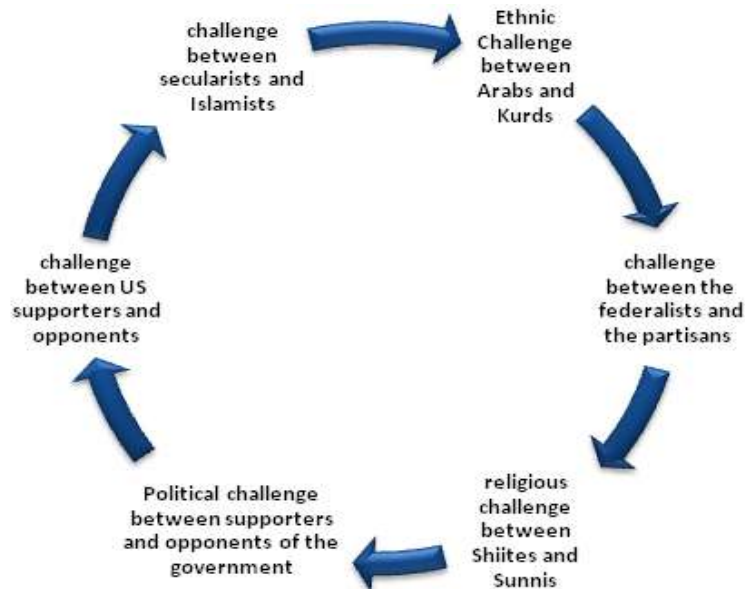 challenge
between
secularists and
Islamists
Ethnic
Challenge
between
Arabs and
Kurds
challenge
between the
federalists and
the partisans
religious
challenge
between
Shiites and
Sunnis
Political challenge
between supporters
and opponents of the
government
challenge
between US
supporters and
opponents